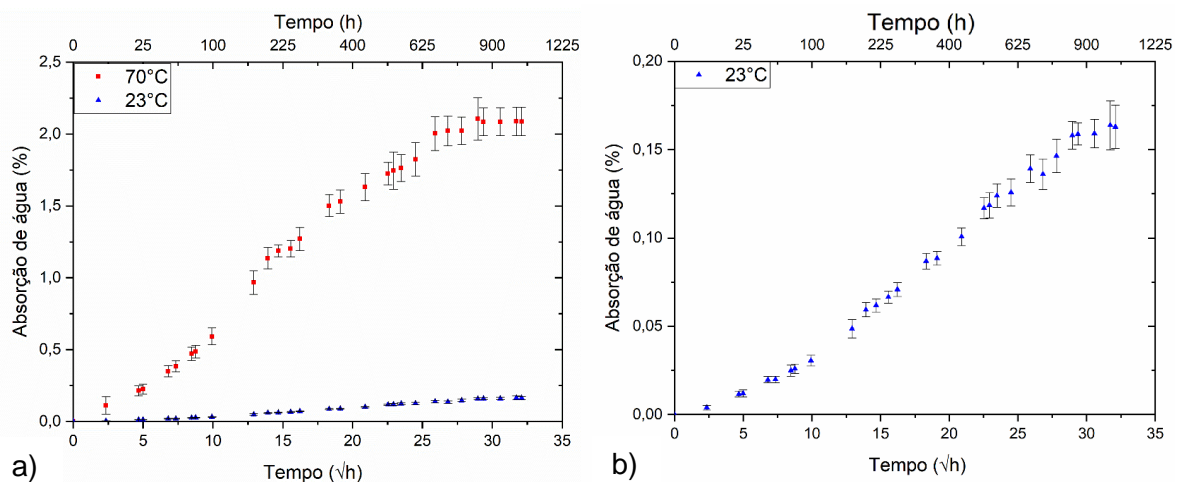 Tempo (h)
0 25 100 225 400 625 900 1225
2,5
2,0
1,5
1,0
0,5
0,0
70°C
23°C
Absorção de água (%)
0 5 10 15 20 25 30 35
Tempo (√h)
a)
Tempo (h)
0 25 100 225 400 625 900 1225
0,20
0,15
0,10
0,05
0,00
23°C
Absorção de água (%)
0 5 10 15 20 25 30 35
Tempo (√h)
b)